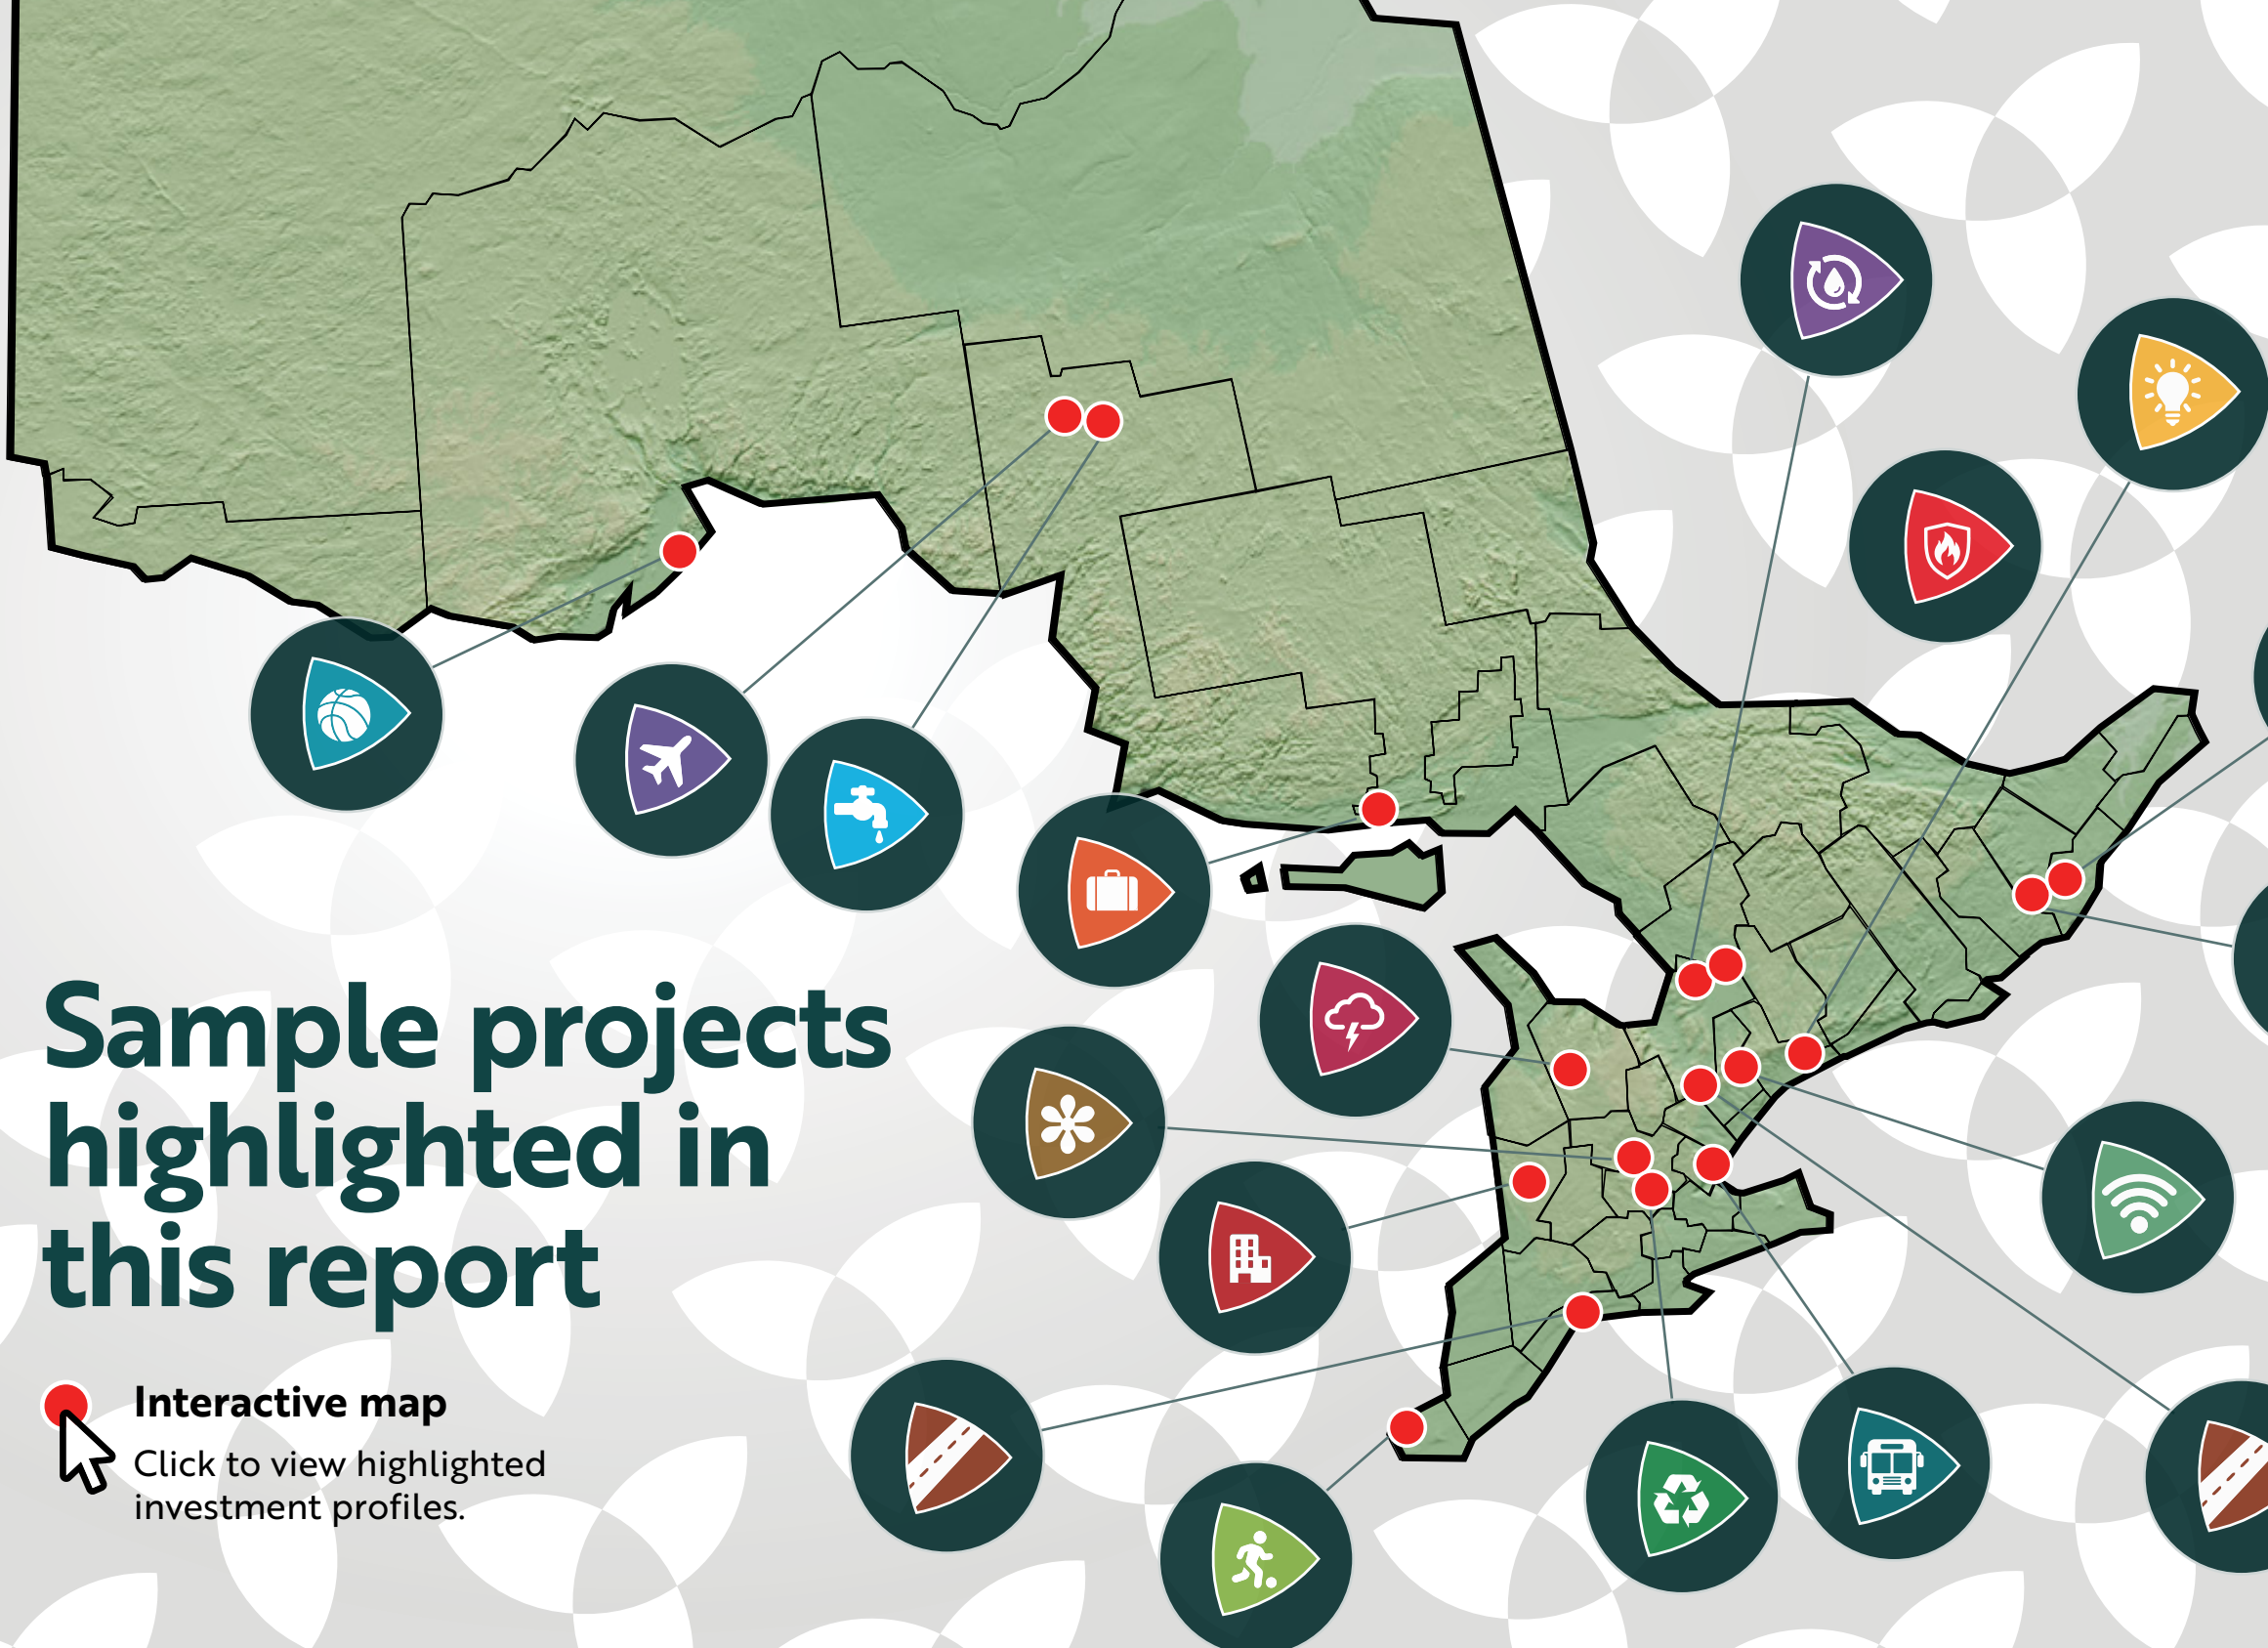 Sample projects
highlighted in
this report
Interactive map
Click to view highlighted
investment profiles.